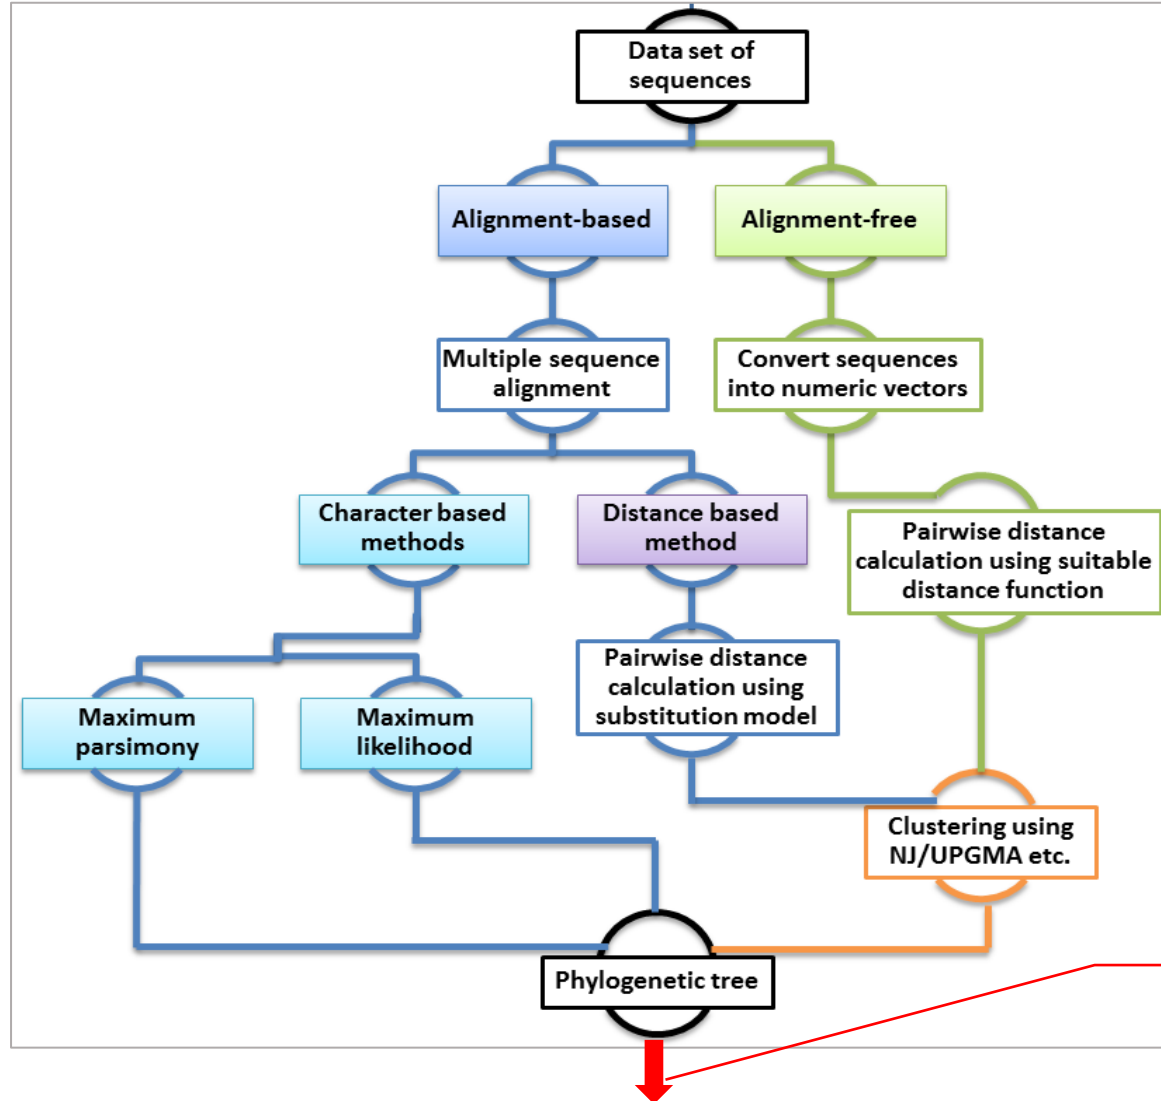 Data set of
sequences
Alignment-based
Alignment-free
Multiple sequence
alignment
Convert sequences
into numeric vectors
Character based
methods
Distance based
method
Pairwise distance
calculation using suitable
distance function
Pairwise distance
calculation using
substitution model
Maximum
parsimony
Maximum
likelihood
Clustering using
NJ/UPGMA etc.
Phylogenetic tree